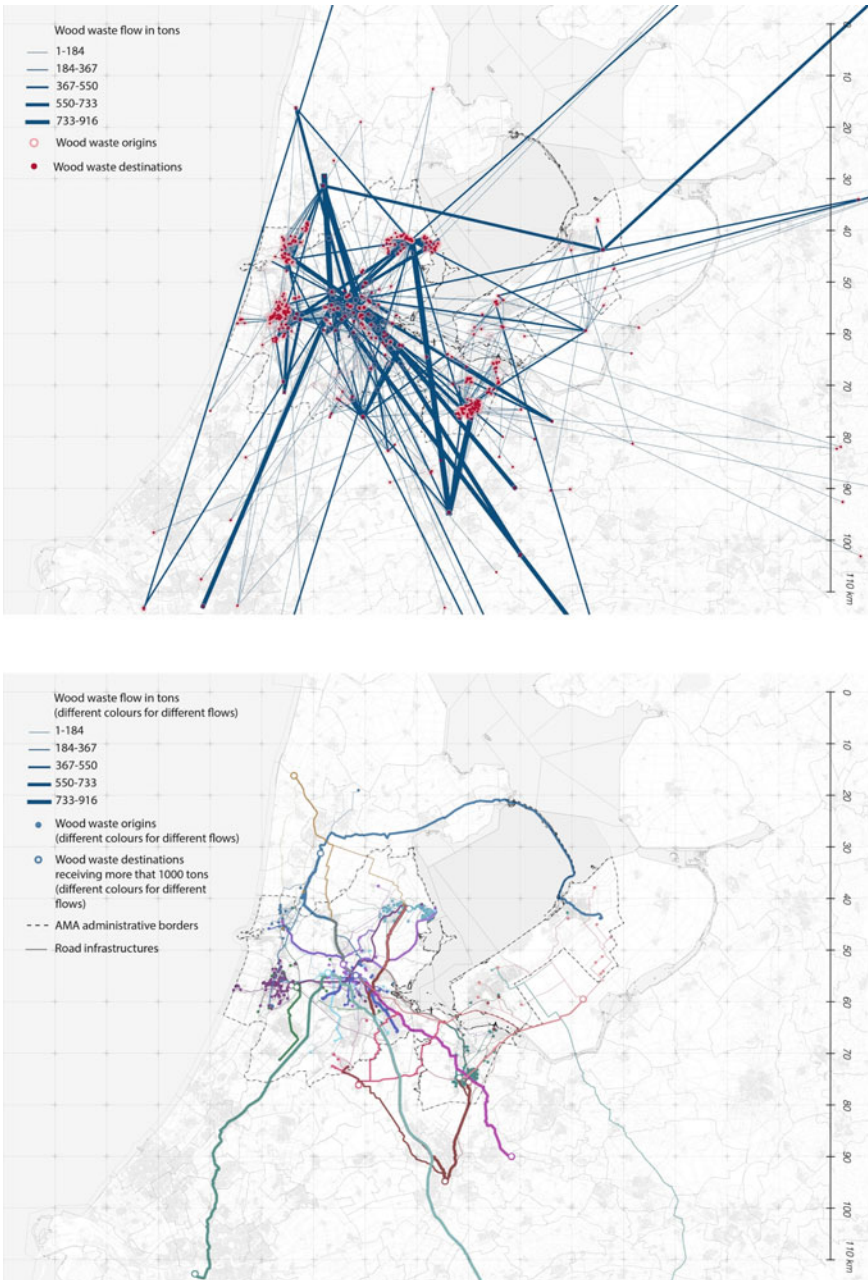 Wood waste flow in tons
1-184
184-367
367-550
550-733
733-916
Wood waste origins
Wood waste destinations
0
10
20
30
40
50
60
70
80
90
100
110 km
Wood waste flow in tons
(different colours for different flows)
1-184
184-367
367-550
550-733
733-916
Wood waste origins
(different colours for different flows)
Wood waste destinations
receiving more that 1000 tons
(different colours for different
flows)
AMA administrative borders
Road infrastructures
0
10
20
30
40
50
60
70
80
90
100
110 km